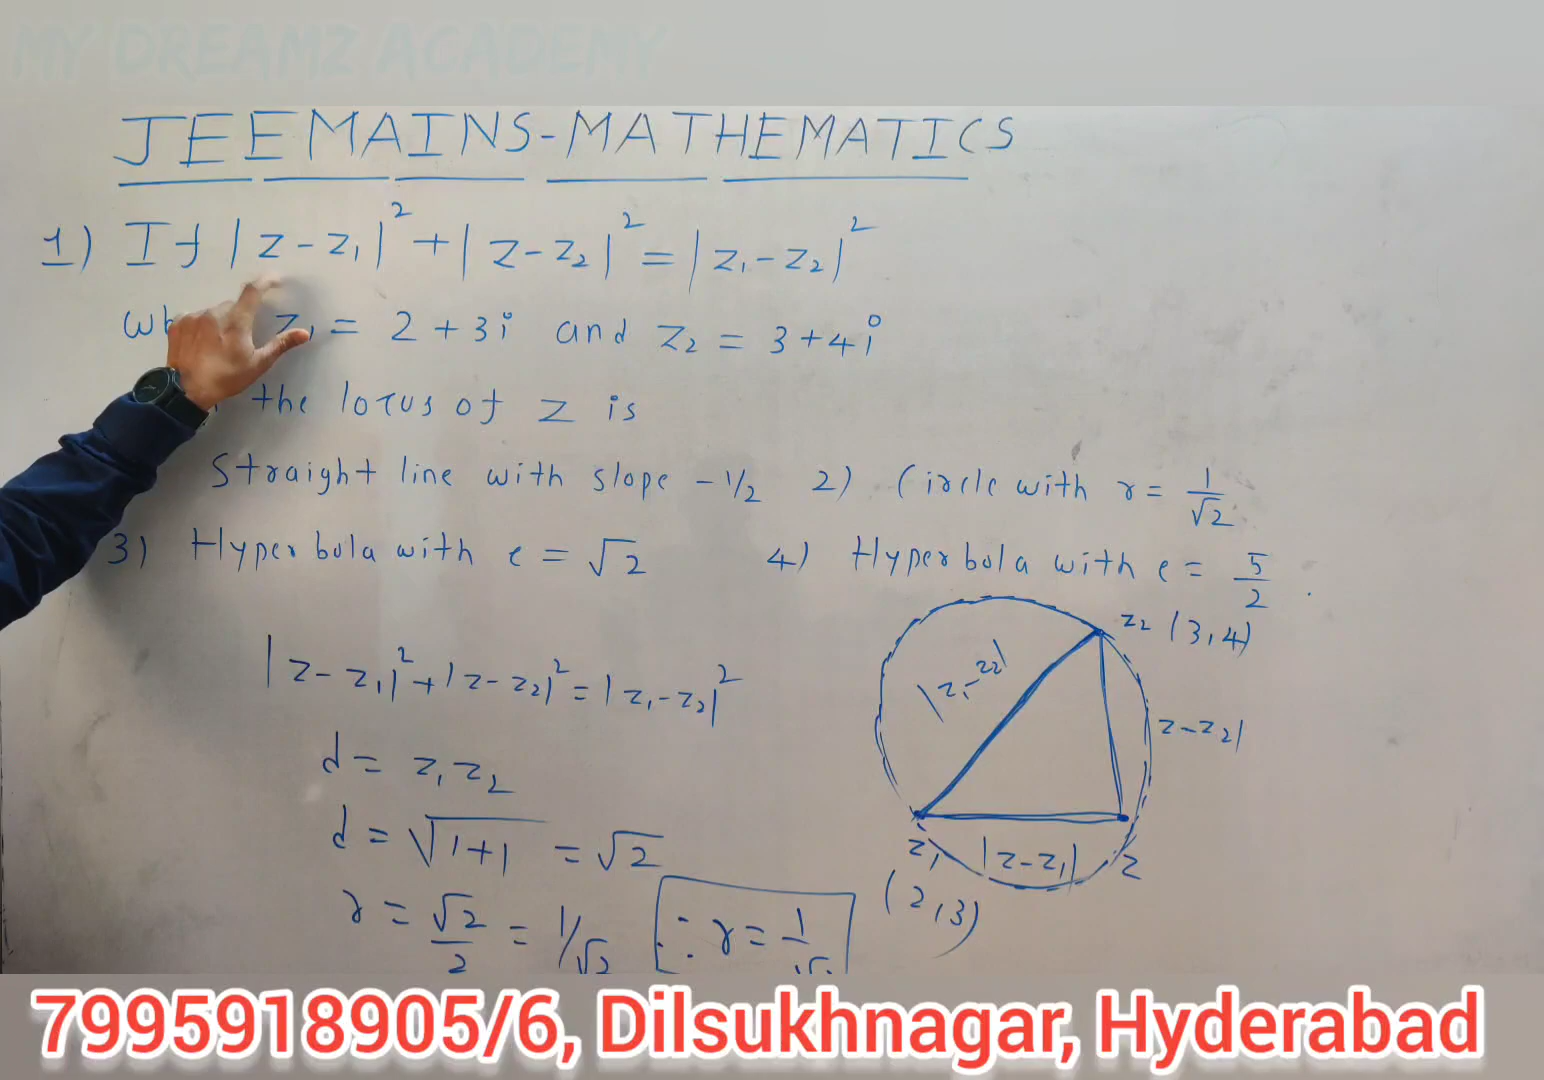 MY DREAMZ ACADEMY
JEE MAINS-MATHEMATICS
1) If |z-z₁|²+|z-z₂|²=|z₁-z₂|²
z₁ = 2+3i and z₂ = 3+4i
the locus of z is
Straight line with slope -1/2 2) Circle with r = 1/√2
3) Hyperbola with e = √2 4) Hyperbola with e = 5/2.
z₂ (3,4)
|z₁-z₂|
|z-z₁|²+|z-z₂|²=|z₁-z₂|²
z-z₂|
d = z₁z₂
d = √1+1 = √2
z₁ |z-z₁| z
(2,3)
r = √2/2 = 1/√2 ∴ r = 1/√
7995918905/6, Dilsukhnagar, Hyderabad